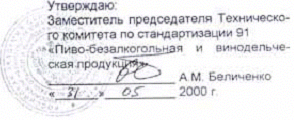 Утверждаю:
Заместитель председателя Техническо-
го комитета по стандартизации 91
«Пиво-безалкогольная и винодельче-
ская продукция»
А.М. Беличенко
« 31 » 05 2000 г.